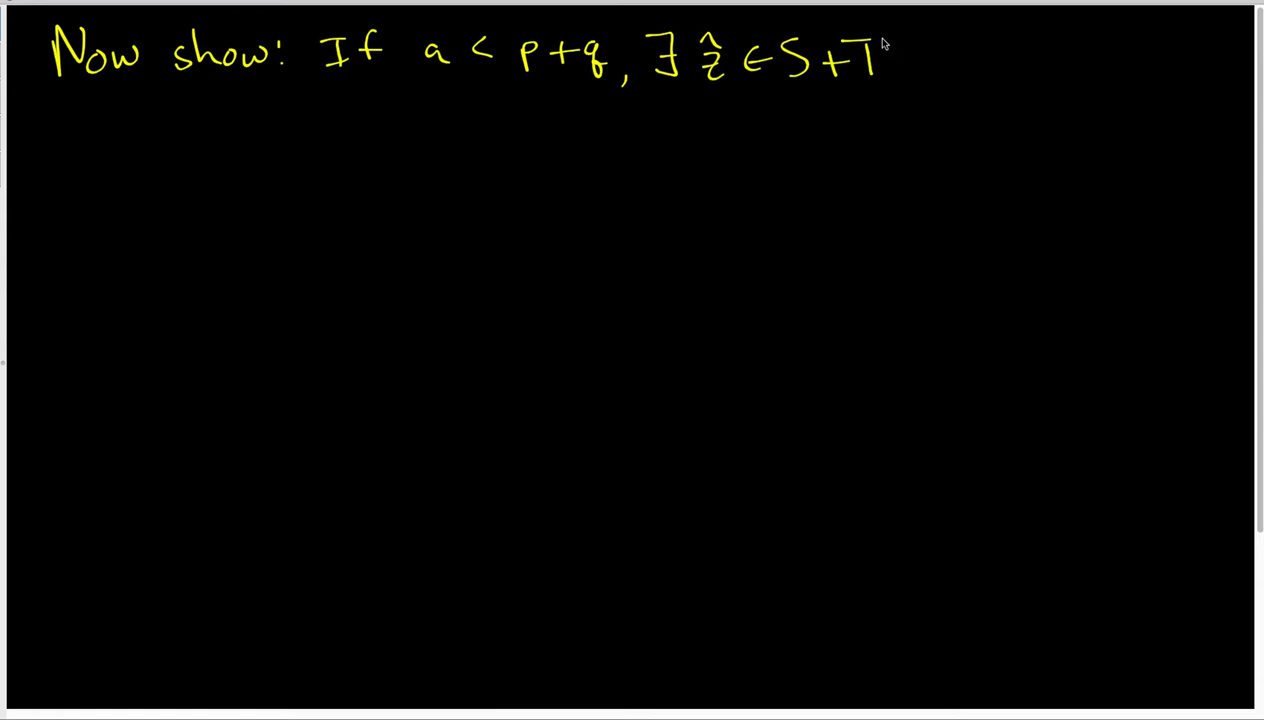 Now show: If a < p+q, ∃ ẑ ∈ S+T